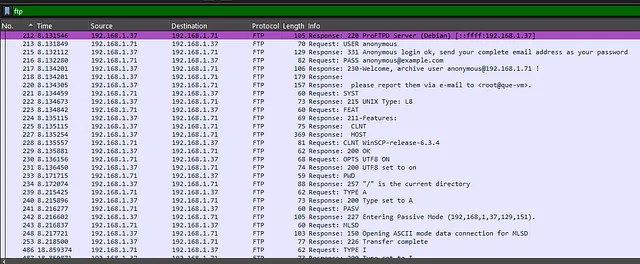 ftp
No. Time Source Destination Protocol Length Info
212 8.131546 192.168.1.37 192.168.1.71 FTP 105 Response: 220 ProFTPD Server (Debian) [::ffff:192.168.1.37]
213 8.131849 192.168.1.71 192.168.1.37 FTP 70 Request: USER anonymous
215 8.132112 192.168.1.37 192.168.1.71 FTP 129 Response: 331 Anonymous login ok, send your complete email address as your password
216 8.132280 192.168.1.71 192.168.1.37 FTP 82 Request: PASS anonymous@example.com
217 8.134201 192.168.1.37 192.168.1.71 FTP 106 Response: 230-Welcome, archive user anonymous@192.168.1.71 !
218 8.134201 192.168.1.37 192.168.1.71 FTP 179 Response:
220 8.134305 192.168.1.37 192.168.1.71 FTP 157 Response: please report them via e-mail to <root@que-vm>.
221 8.134459 192.168.1.71 192.168.1.37 FTP 60 Request: SYST
222 8.134673 192.168.1.37 192.168.1.71 FTP 73 Response: 215 UNIX Type: L8
223 8.134842 192.168.1.71 192.168.1.37 FTP 60 Request: FEAT
224 8.135115 192.168.1.37 192.168.1.71 FTP 69 Response: 211-Features:
225 8.135115 192.168.1.37 192.168.1.71 FTP 75 Response: CLNT
227 8.135254 192.168.1.37 192.168.1.71 FTP 369 Response: HOST
228 8.135557 192.168.1.71 192.168.1.37 FTP 81 Request: CLNT WinSCP-release-6.3.4
229 8.135881 192.168.1.37 192.168.1.71 FTP 62 Response: 200 OK
230 8.136156 192.168.1.71 192.168.1.37 FTP 68 Request: OPTS UTF8 ON
231 8.136450 192.168.1.37 192.168.1.71 FTP 74 Response: 200 UTF8 set to on
233 8.171715 192.168.1.71 192.168.1.37 FTP 59 Request: PWD
234 8.172074 192.168.1.37 192.168.1.71 FTP 88 Response: 257 "/" is the current directory
239 8.215425 192.168.1.71 192.168.1.37 FTP 62 Request: TYPE A
240 8.215896 192.168.1.37 192.168.1.71 FTP 73 Response: 200 Type set to A
241 8.216277 192.168.1.71 192.168.1.37 FTP 60 Request: PASV
242 8.216602 192.168.1.37 192.168.1.71 FTP 105 Response: 227 Entering Passive Mode (192,168,1,37,129,151).
243 8.216837 192.168.1.71 192.168.1.37 FTP 60 Request: MLSD
249 8.217721 192.168.1.37 192.168.1.71 FTP 103 Response: 150 Opening ASCII mode data connection for MLSD
253 8.218500 192.168.1.37 192.168.1.71 FTP 77 Response: 226 Transfer complete
486 18.859374 192.168.1.71 192.168.1.37 FTP 62 Request: TYPE I